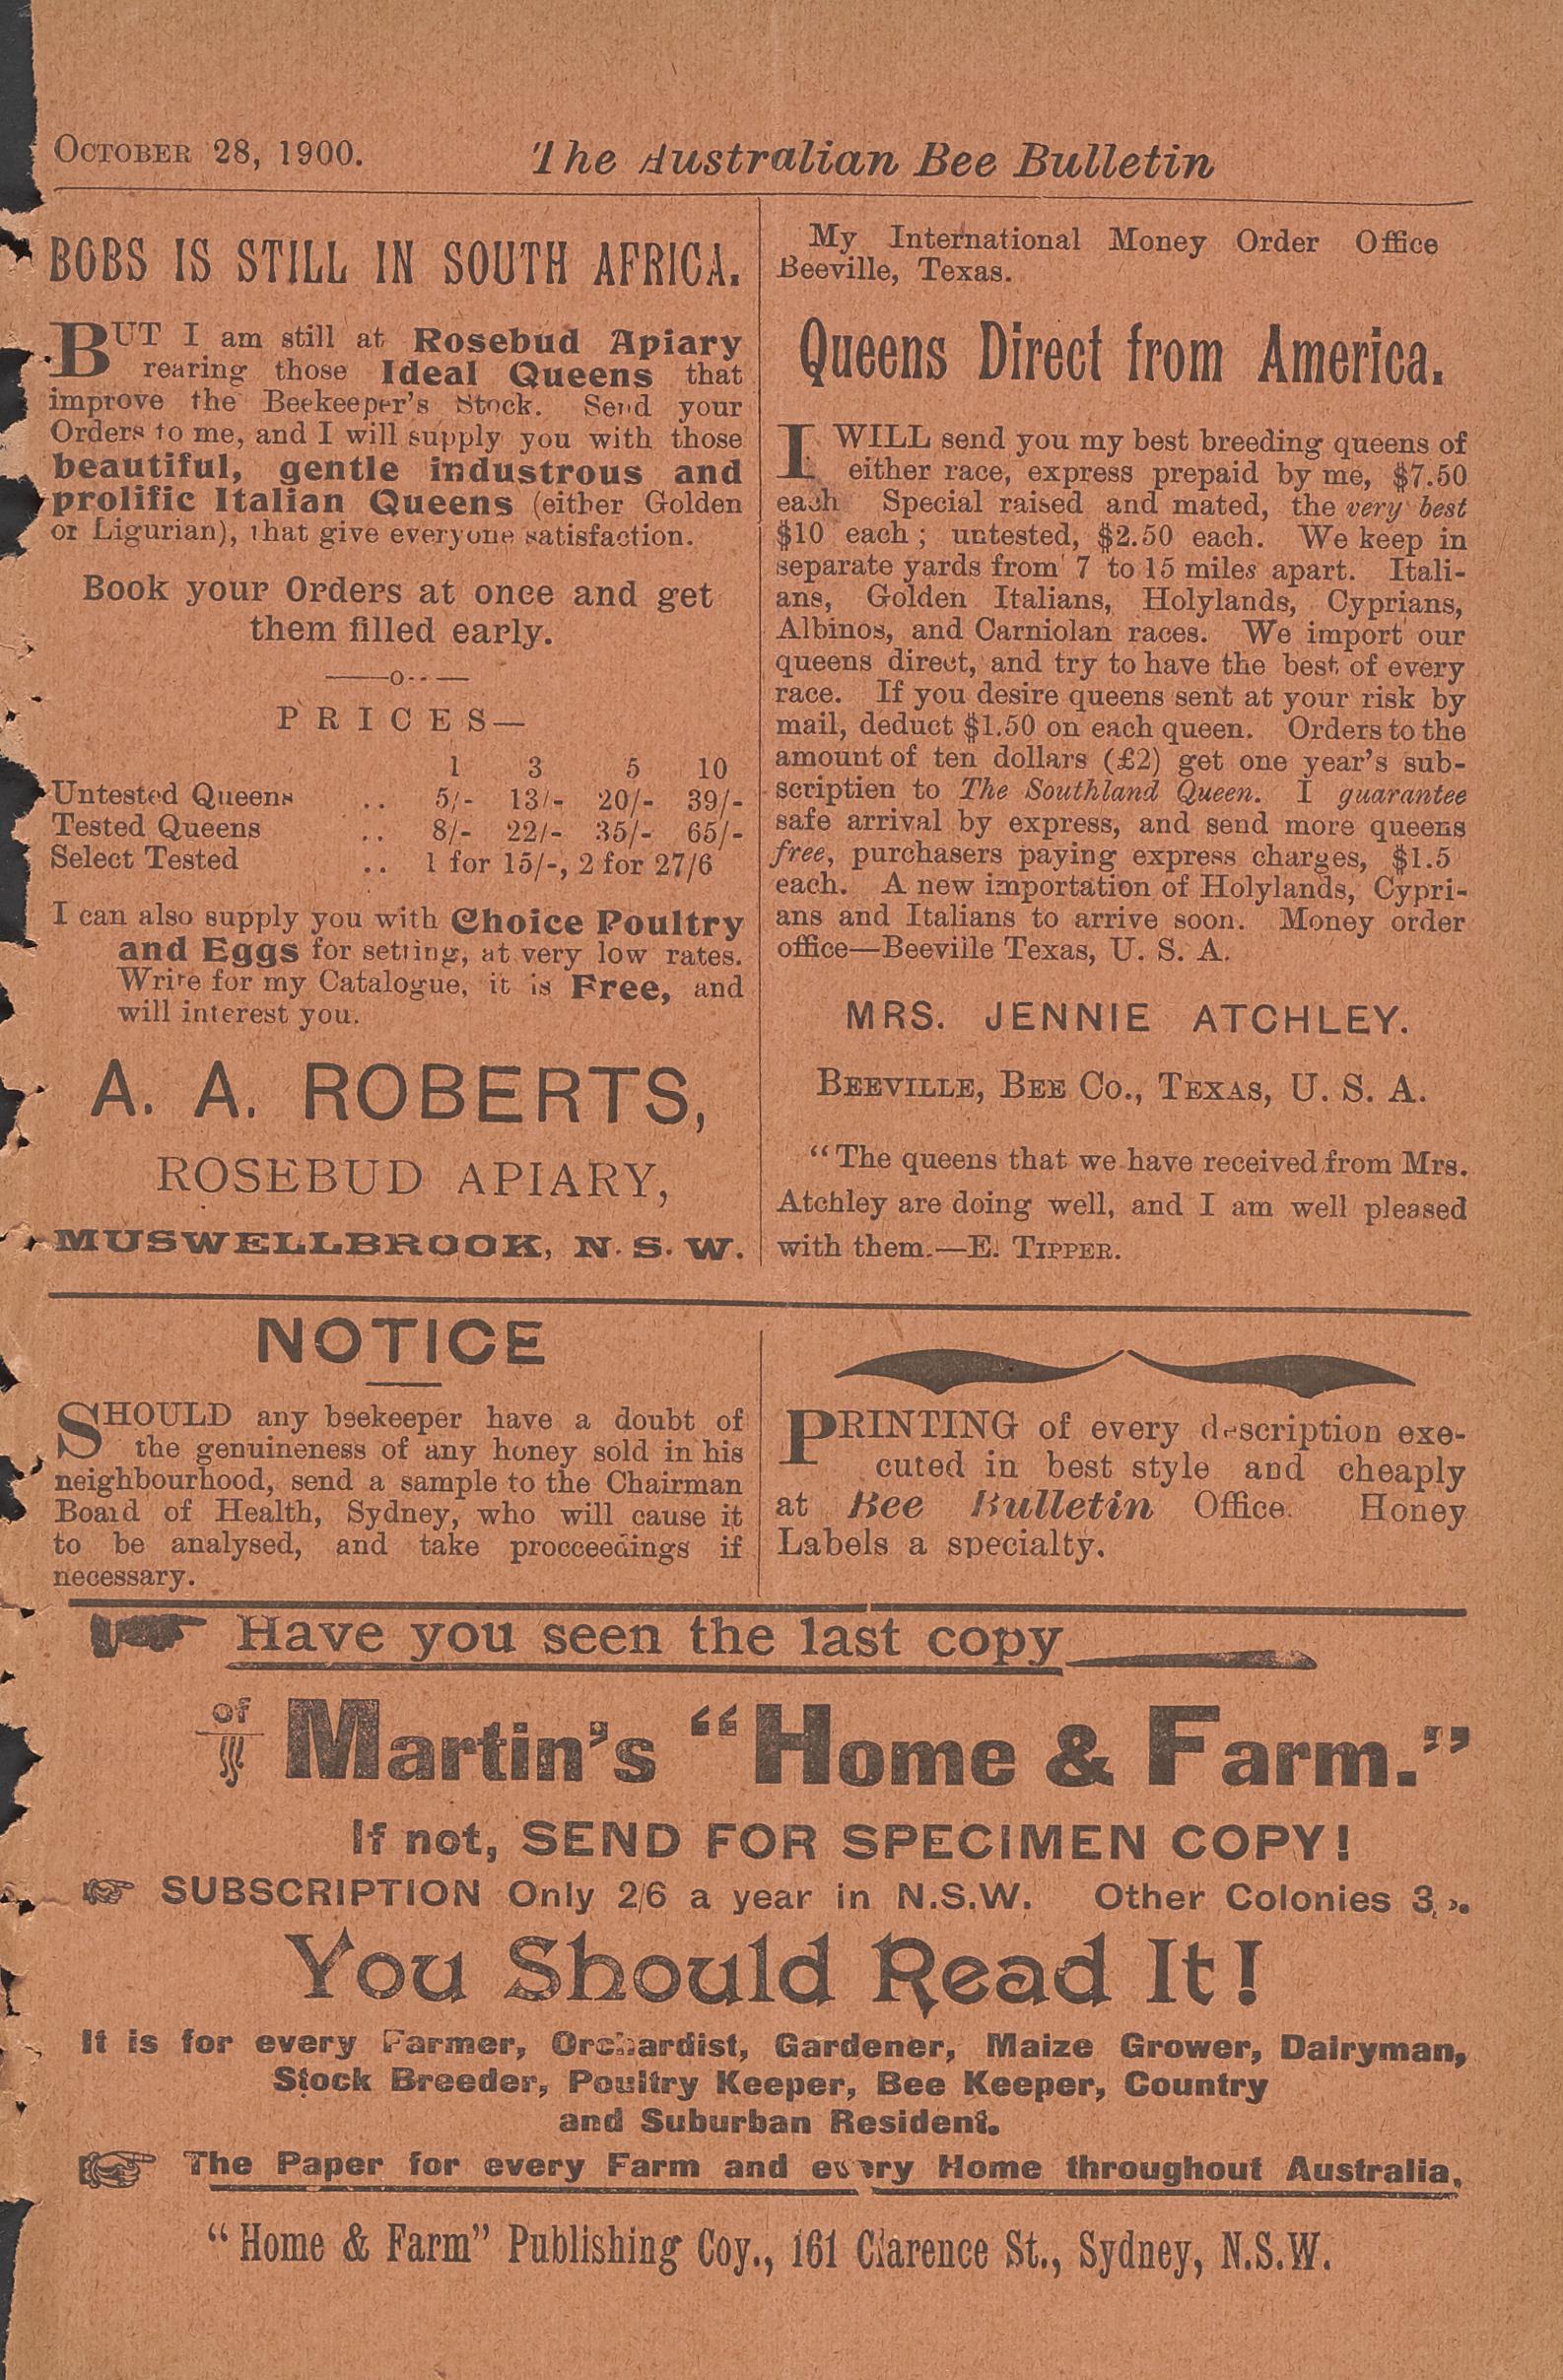 OCTOBER 28, 1900. The Australian Bee Bulletin
BOBS IS STILL IN SOUTH AFRICA.
BUT I am still at Rosebud Apiary
rearing those Ideal Queens that
improve the Beekeeper's Stock. Send your
Orders to me, and I will supply you with those
beautiful, gentle industrous and
prolific Italian Queens (either Golden
or Ligurian), that give everyone satisfaction.
Book your Orders at once and get
them filled early.
——o--—
PRICES—
1 3 5 10
Untested Queens .. 5/- 13/- 20/- 39/-
Tested Queens .. 8/- 22/- 35/- 65/-
Select Tested .. 1 for 15/-, 2 for 27/6
I can also supply you with Choice Poultry
and Eggs for setting, at very low rates.
Write for my Catalogue, it is Free, and
will interest you.
A. A. ROBERTS,
ROSEBUD APIARY,
MUSWELLBROOK, N. S. W.
My International Money Order Office
Beeville, Texas.
Queens Direct from America.
I WILL send you my best breeding queens of
either race, express prepaid by me, $7.50
each Special raised and mated, the very best
$10 each; untested, $2.50 each. We keep in
separate yards from 7 to 15 miles apart. Itali-
ans, Golden Italians, Holylands, Cyprians,
Albinos, and Carniolan races. We import our
queens direct, and try to have the best of every
race. If you desire queens sent at your risk by
mail, deduct $1.50 on each queen. Orders to the
amount of ten dollars (£2) get one year's sub-
scriptien to The Southland Queen. I guarantee
safe arrival by express, and send more queens
free, purchasers paying express charges, $1.5
each. A new importation of Holylands, Cypri-
ans and Italians to arrive soon. Money order
office—Beeville Texas, U. S. A.
MRS. JENNIE ATCHLEY.
BEEVILLE, BEE CO., TEXAS, U. S. A.
"The queens that we have received from Mrs.
Atchley are doing well, and I am well pleased
with them.—E. TIPPER.
NOTICE
SHOULD any beekeeper have a doubt of
the genuineness of any honey sold in his
neighbourhood, send a sample to the Chairman
Board of Health, Sydney, who will cause it
to be analysed, and take procceedings if
necessary.
PRINTING of every description exe-
cuted in best style and cheaply
at Bee Bulletin Office. Honey
Labels a specialty.
Have you seen the last copy
of Martin's "Home & Farm."
If not, SEND FOR SPECIMEN COPY!
SUBSCRIPTION Only 2/6 a year in N.S.W. Other Colonies 3
You Should Read It!
It is for every Farmer, Orchardist, Gardener, Maize Grower, Dairyman,
Stock Breeder, Poultry Keeper, Bee Keeper, Country
and Suburban Resident.
The Paper for every Farm and every Home throughout Australia.
"Home & Farm" Publishing Coy., 161 Clarence St., Sydney, N.S.W.